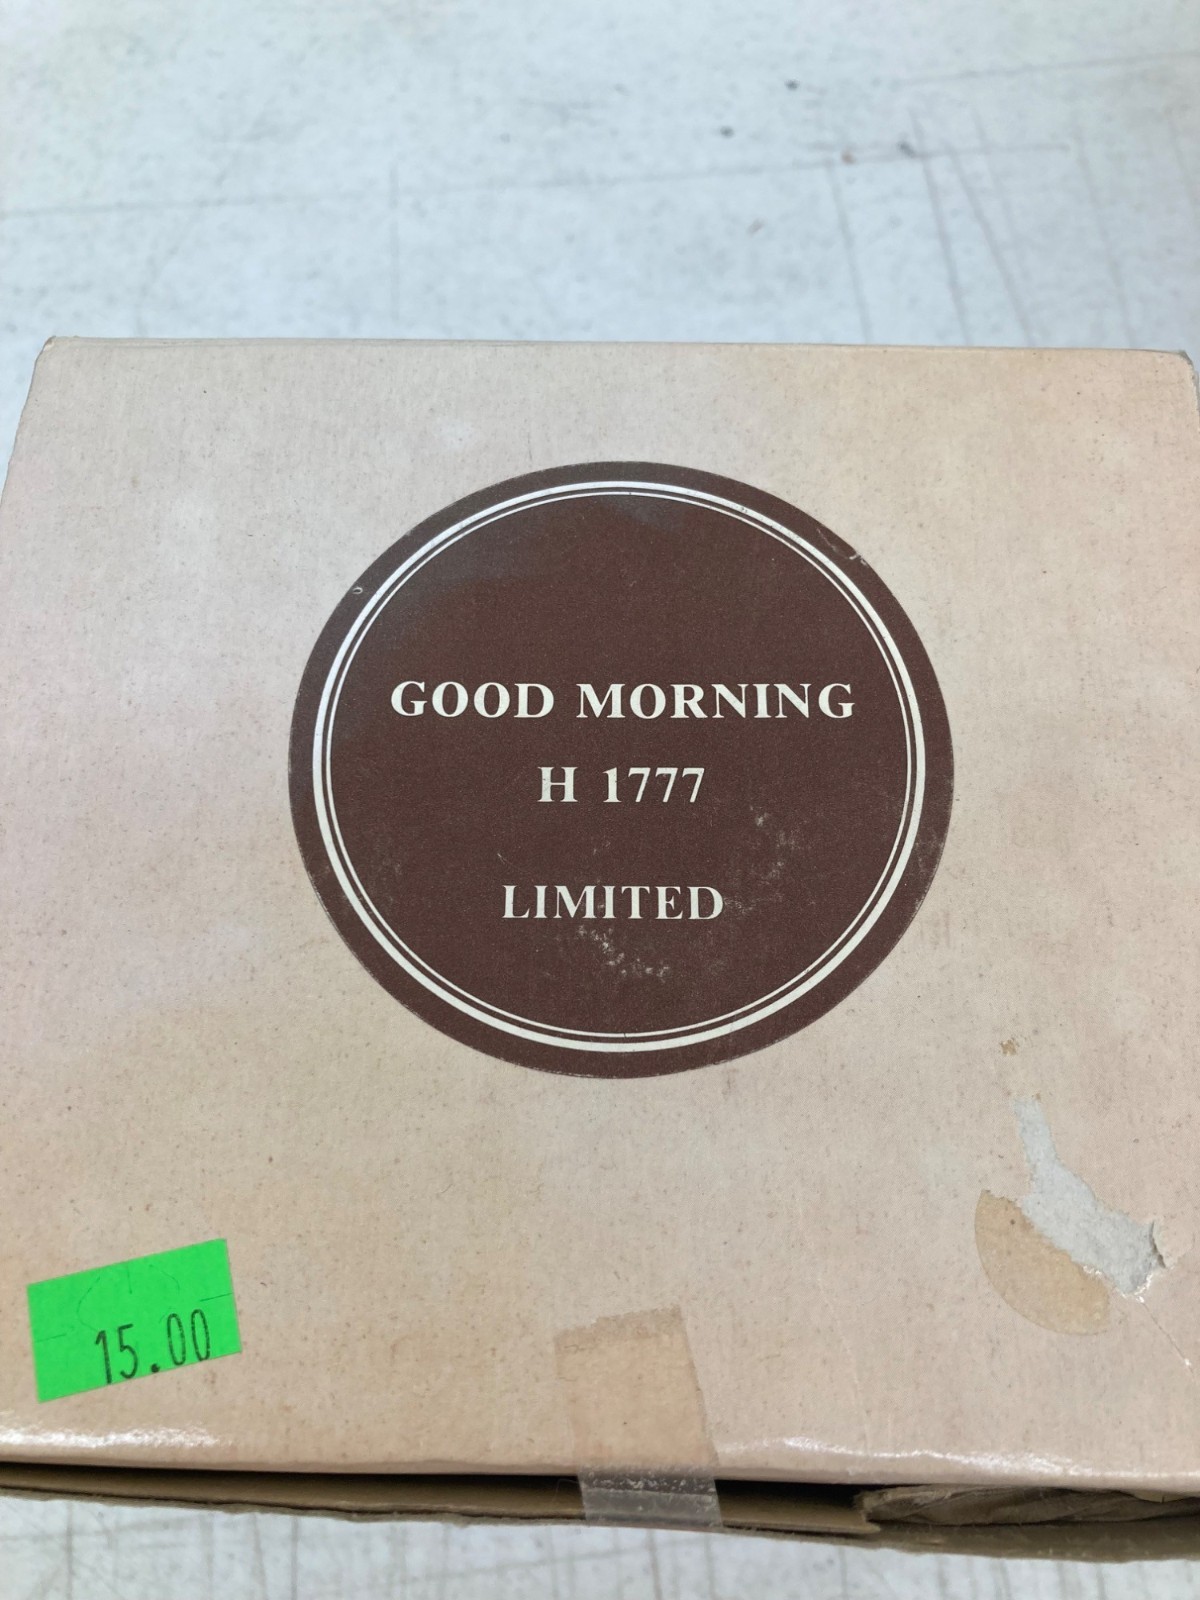 GOOD MORNING
H 1777
LIMITED
15.00